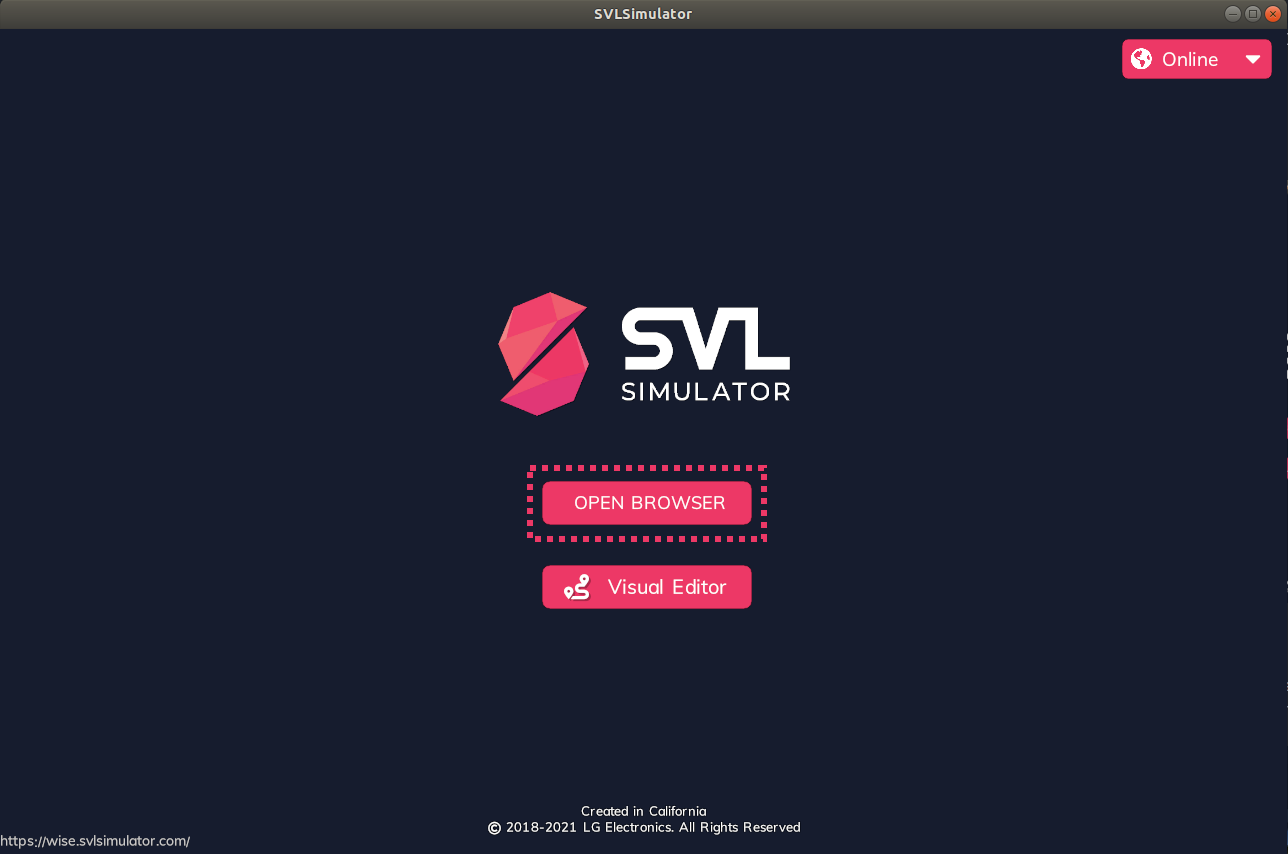 SVLSimulator
Online
SVL
SIMULATOR
OPEN BROWSER
Visual Editor
Created in California
© 2018-2021 LG Electronics. All Rights Reserved
https://wise.svlsimulator.com/